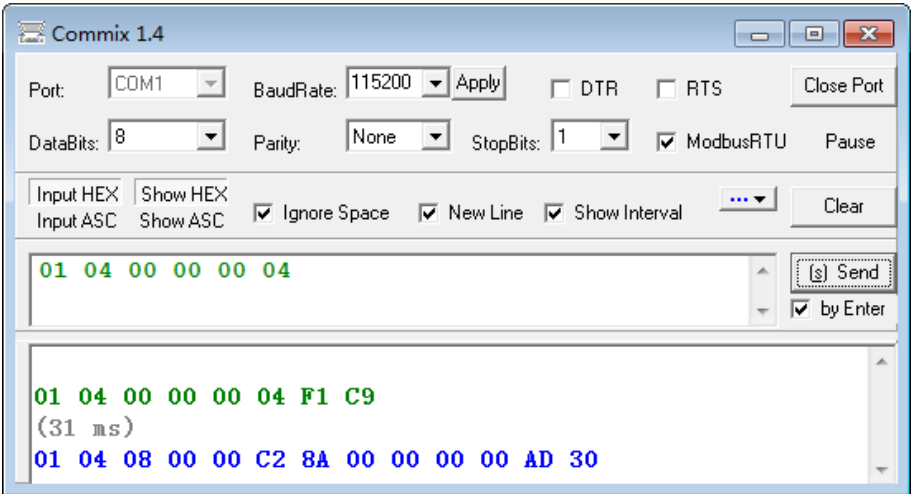 Commix 1.4
Port: COM1 BaudRate: 115200 Apply DTR RTS Close Port
DataBits: 8 Parity: None StopBits: 1 ModbusRTU Pause
Input HEX Show HEX
Input ASC Show ASC Ignore Space New Line Show Interval ... Clear
01 04 00 00 00 04 (s) Send
by Enter
01 04 00 00 00 04 F1 C9
(31 ms)
01 04 08 00 00 C2 8A 00 00 00 00 AD 30